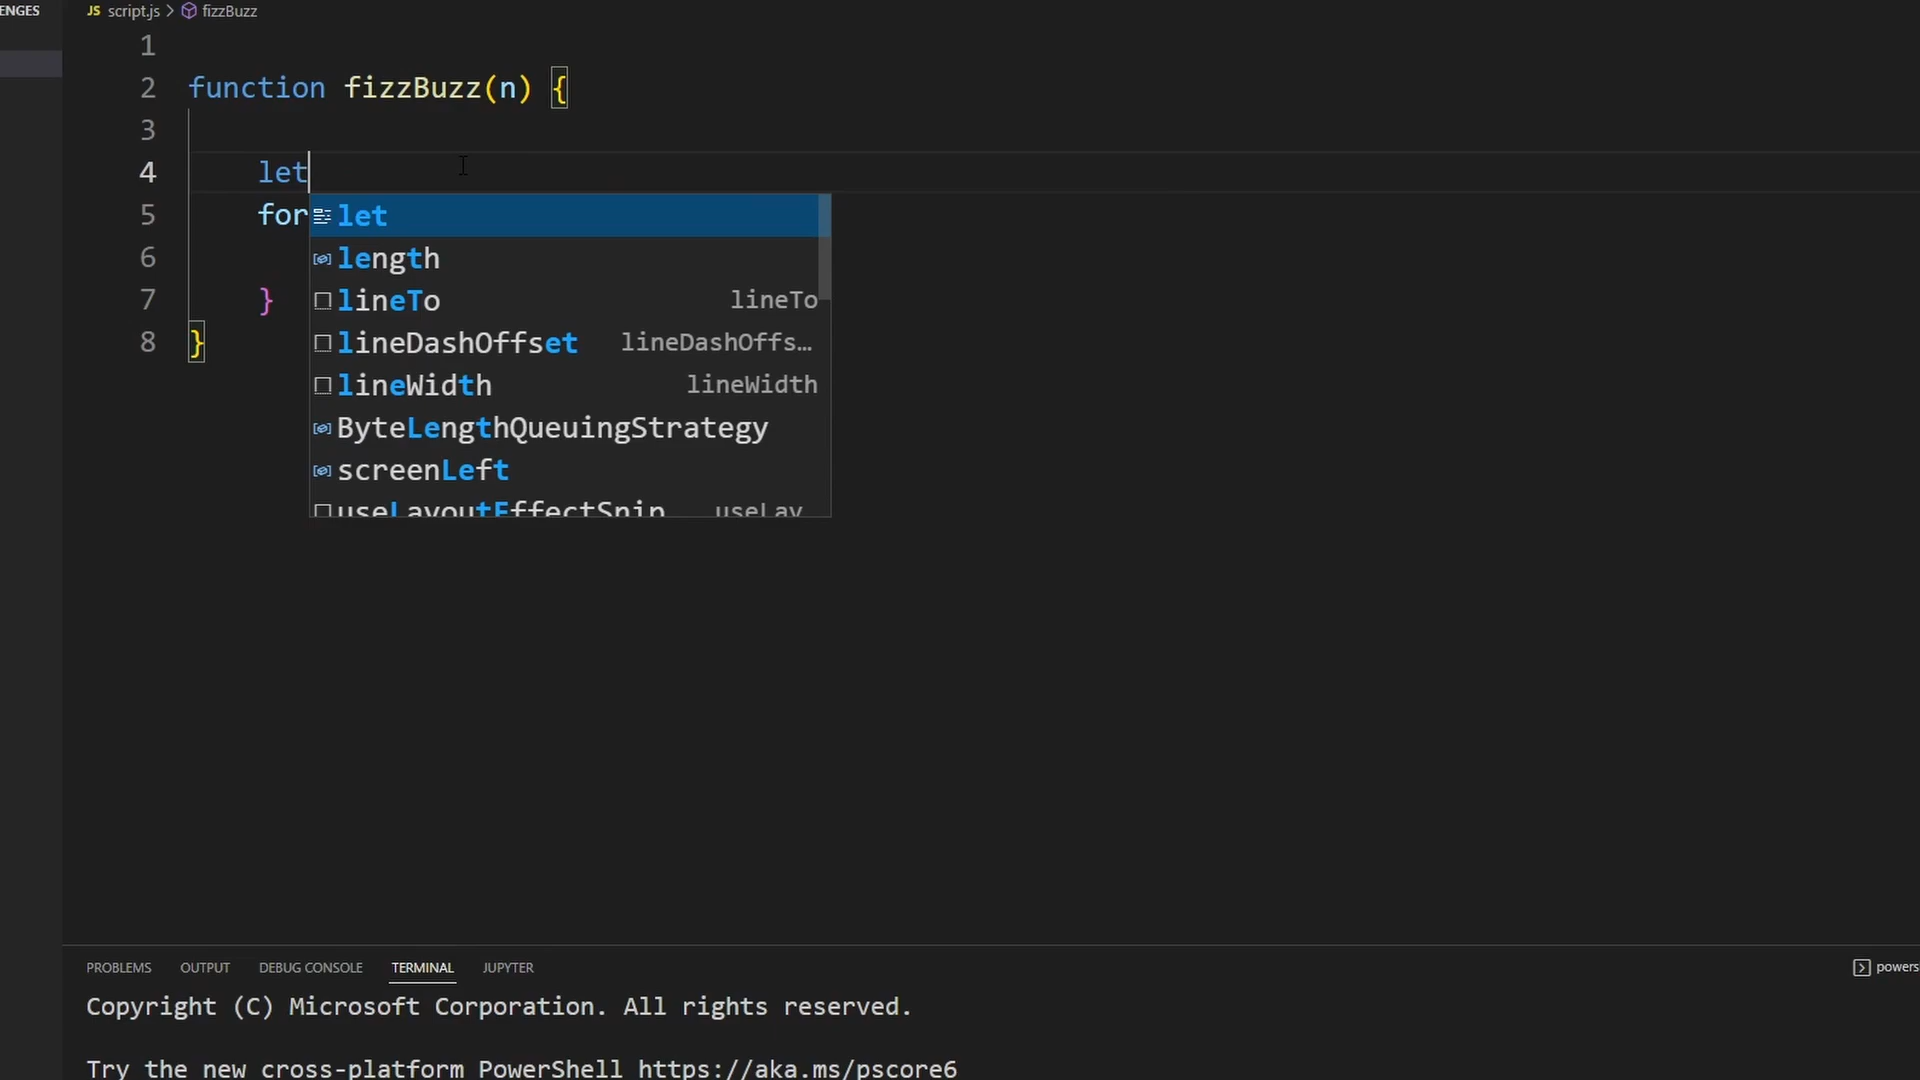 ENGES
JS script.js > fizzBuzz
1
2 function fizzBuzz(n) {
3
4 let
5 for
6
7 }
8 }
let
length
lineTo lineTo
lineDashOffset lineDashOffs…
lineWidth lineWidth
ByteLengthQueuingStrategy
screenLeft
useLayoutEffectSnip useLay
PROBLEMS OUTPUT DEBUG CONSOLE TERMINAL JUPYTER
powers
Copyright (C) Microsoft Corporation. All rights reserved.
Try the new cross-platform PowerShell https://aka.ms/pscore6